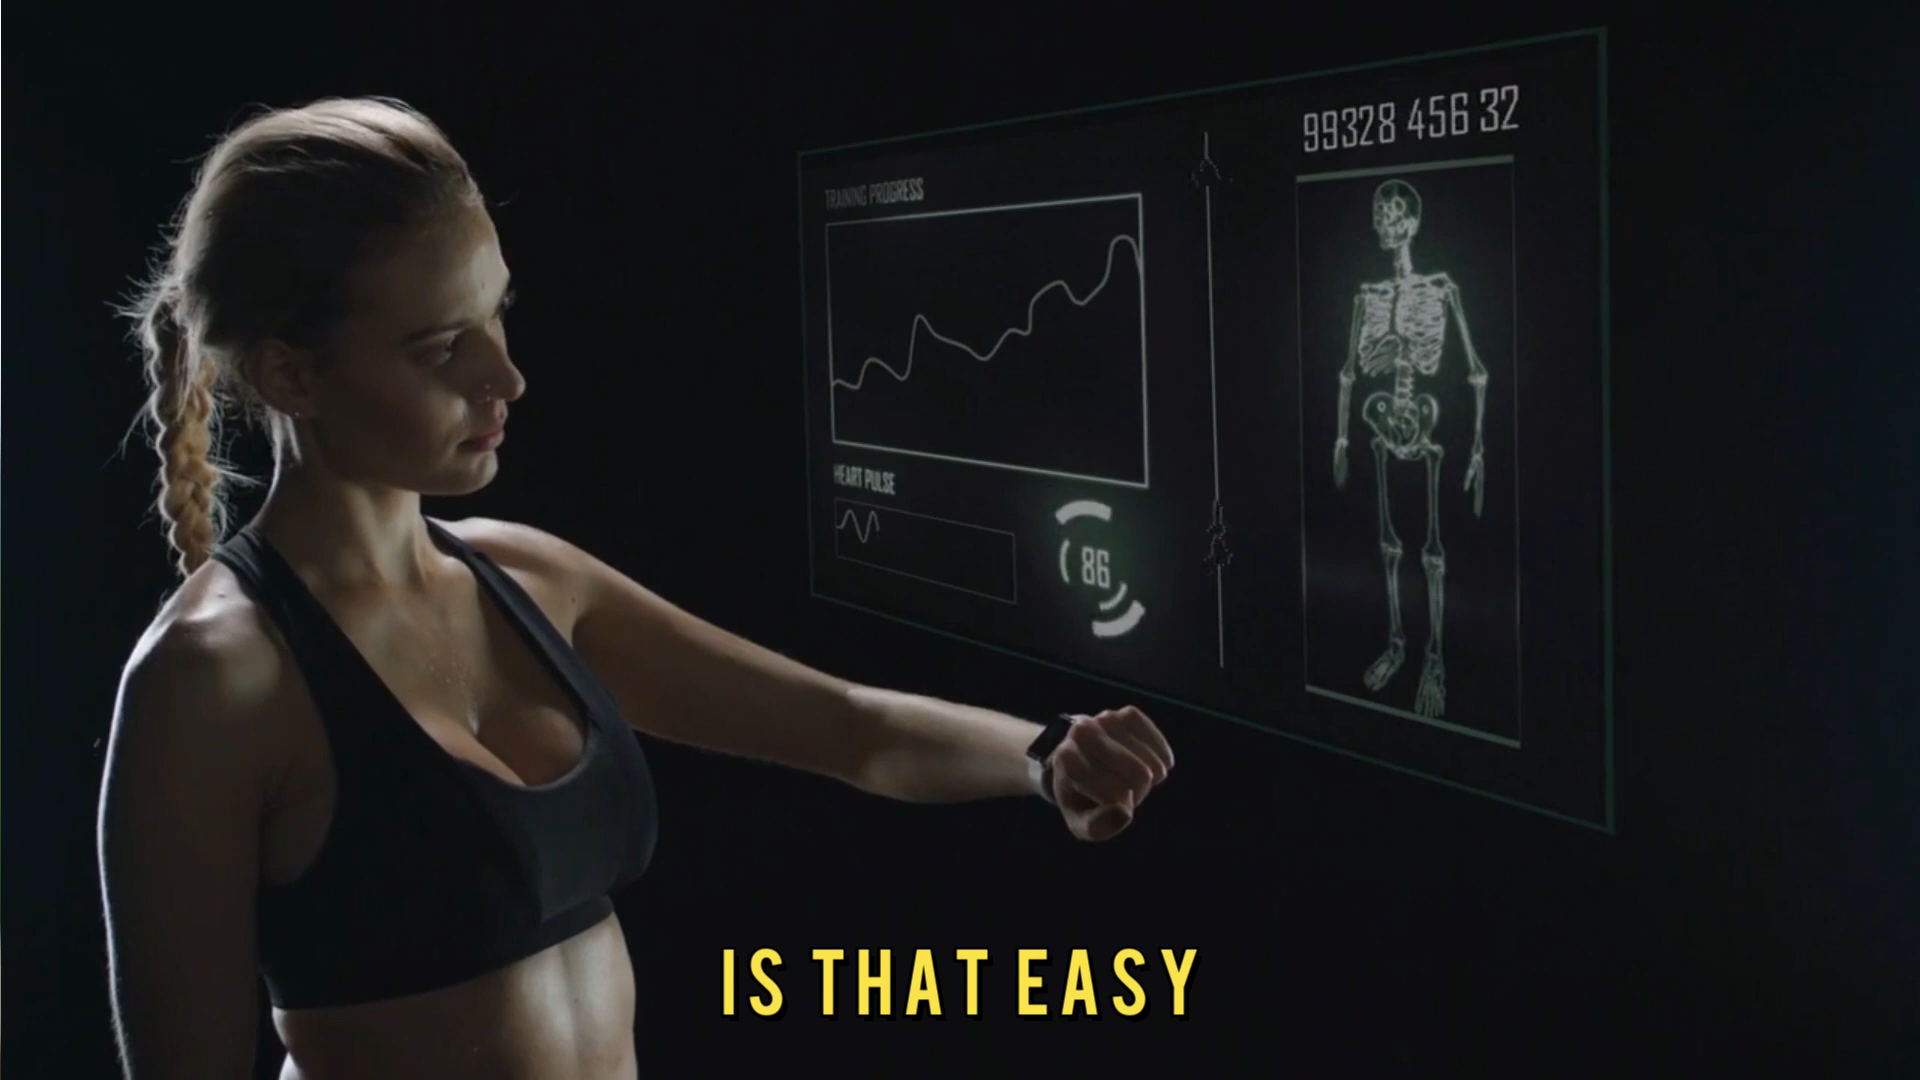 TRAINING PROGRESS
HEART PULSE
86
99328 456 32
IS THAT EASY